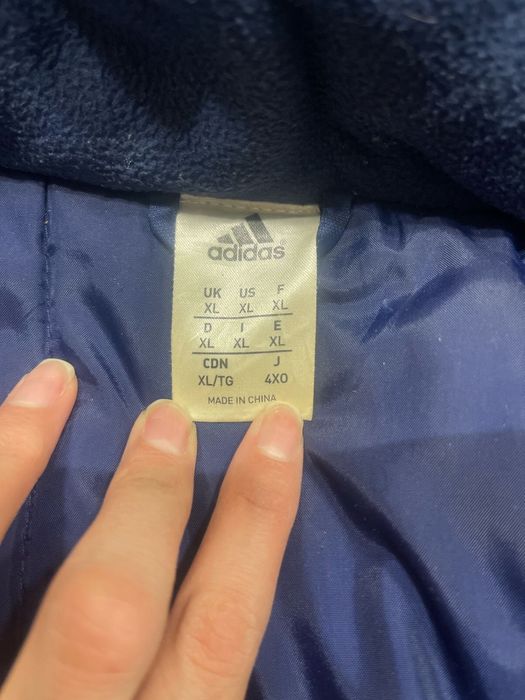 adidas®
UK US F
XL XL XL
D I E
XL XL XL
CDN J
XL/TG 4XO
MADE IN CHINA